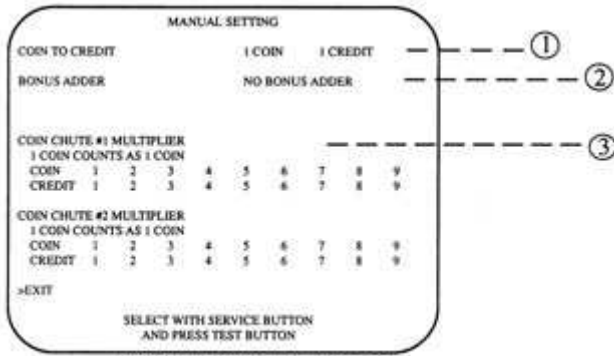 MANUAL SETTING
COIN TO CREDIT 1 COIN 1 CREDIT ①
BONUS ADDER NO BONUS ADDER ②
COIN CHUTE #1 MULTIPLIER ③
1 COIN COUNTS AS 1 COIN
COIN 1 2 3 4 5 6 7 8 9
CREDIT 1 2 3 4 5 6 7 8 9
COIN CHUTE #2 MULTIPLIER
1 COIN COUNTS AS 1 COIN
COIN 1 2 3 4 5 6 7 8 9
CREDIT 1 2 3 4 5 6 7 8 9
>EXIT
SELECT WITH SERVICE BUTTON
AND PRESS TEST BUTTON